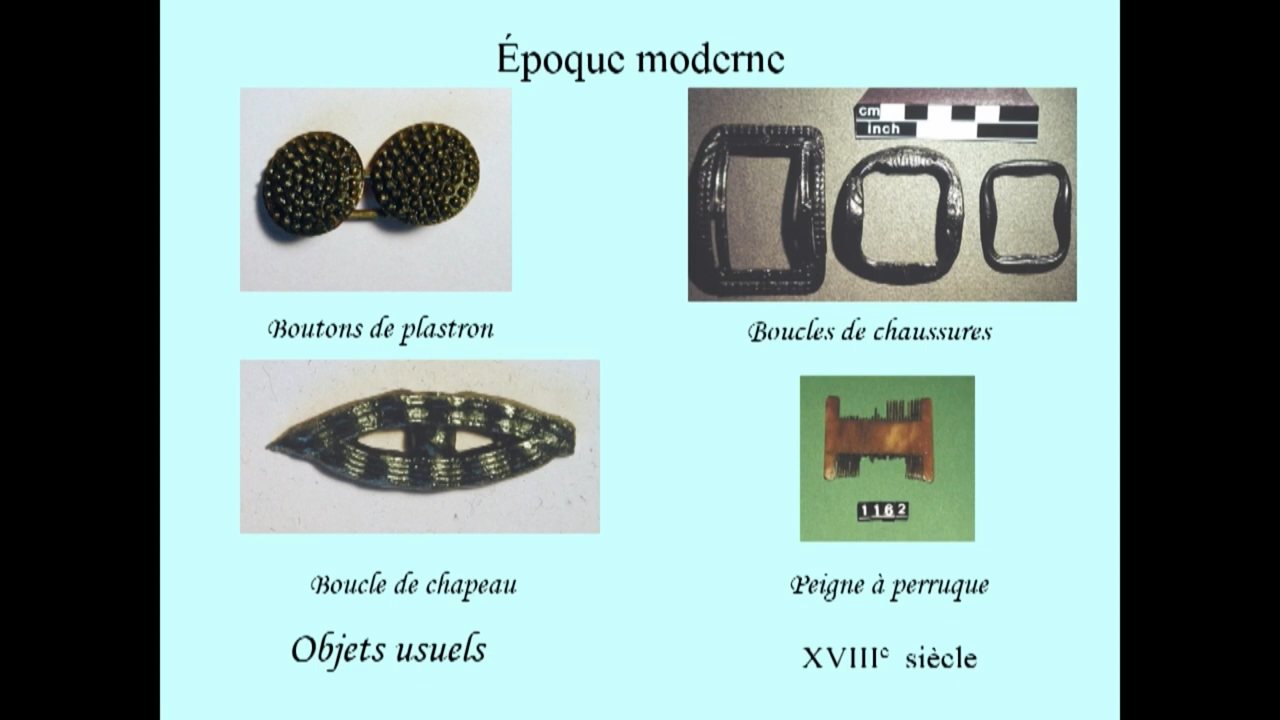 Époque moderne
cm
inch
Boutons de plastron
Boucles de chaussures
1162
Boucle de chapeau
Peigne à perruque
Objets usuels
XVIIIe siècle